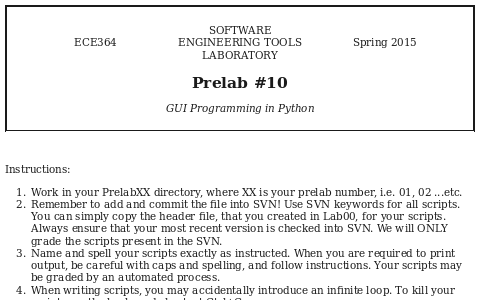 SOFTWARE
ECE364 ENGINEERING TOOLS Spring 2015
LABORATORY
Prelab #10
GUI Programming in Python
Instructions:
1. Work in your PrelabXX directory, where XX is your prelab number, i.e. 01, 02 ...etc.
2. Remember to add and commit the file into SVN! Use SVN keywords for all scripts.
You can simply copy the header file, that you created in Lab00, for your scripts.
Always ensure that your most recent version is checked into SVN. We will ONLY
grade the scripts present in the SVN.
3. Name and spell your scripts exactly as instructed. When you are required to print
output, be careful with caps and spelling, and follow instructions. Your scripts may
be graded by an automated process.
4. When writing scripts, you may accidentally introduce an infinite loop. To kill your